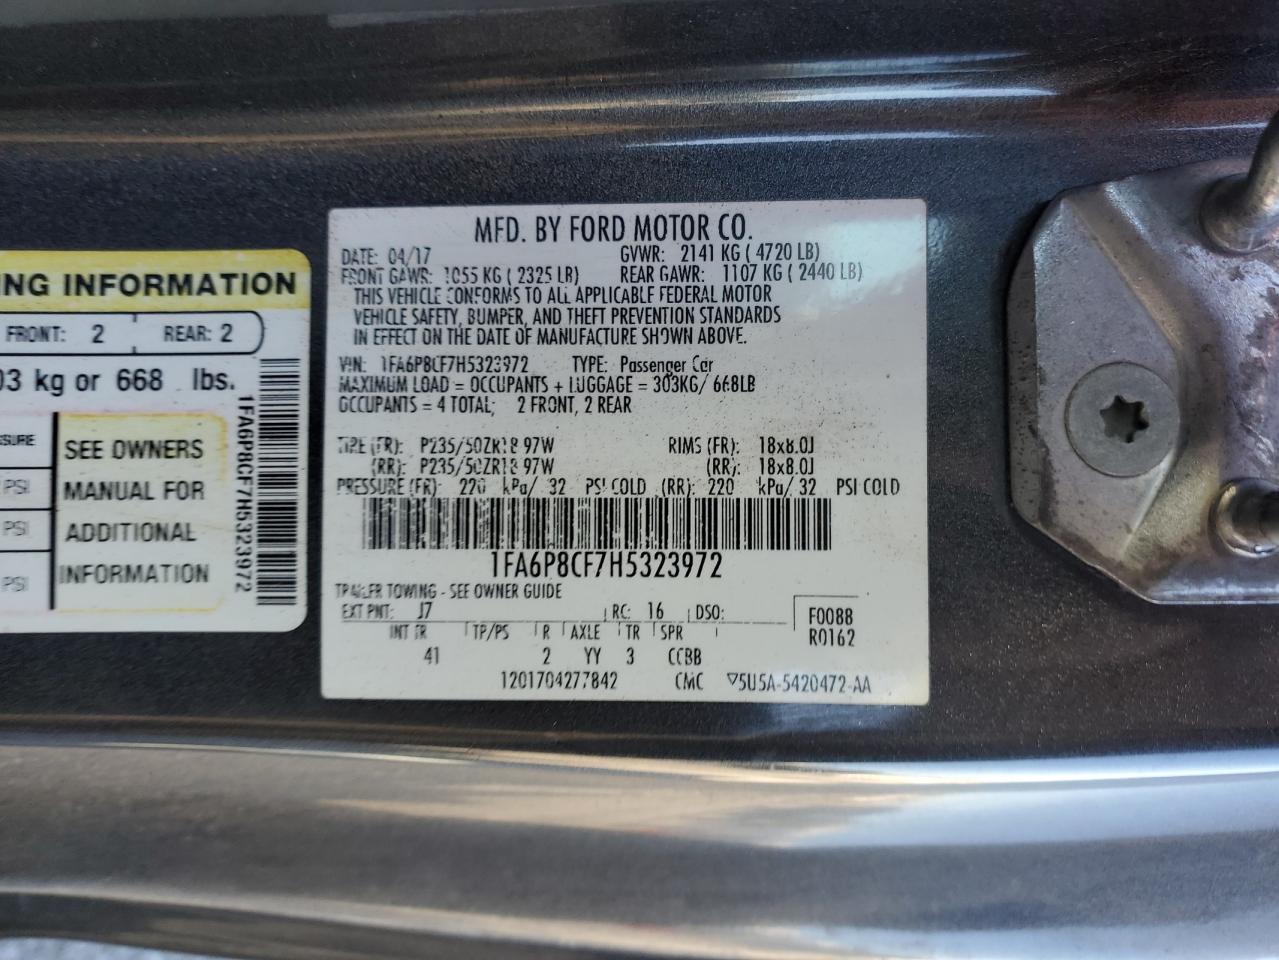 NG INFORMATION
FRONT: 2 REAR: 2
03 kg or 668 lbs.
SSURE
PSI
PSI
PSI
SEE OWNERS
MANUAL FOR
ADDITIONAL
INFORMATION
1FA6P8CF7H5323972
MFD. BY FORD MOTOR CO.
DATE: 04/17 GVWR: 2141 KG ( 4720 LB)
FRONT GAWR: 1055 KG ( 2325 LB) REAR GAWR: 1107 KG ( 2440 LB)
THIS VEHICLE CONFORMS TO ALL APPLICABLE FEDERAL MOTOR
VEHICLE SAFETY, BUMPER, AND THEFT PREVENTION STANDARDS
IN EFFECT ON THE DATE OF MANUFACTURE SHOWN ABOVE.
VIN: 1FA6P8CF7H5323972 TYPE: Passenger Car
MAXIMUM LOAD = OCCUPANTS + LUGGAGE = 303KG/ 668LB
OCCUPANTS = 4 TOTAL; 2 FRONT, 2 REAR
TIRE (FR): P235/50ZR18 97W RIMS (FR): 18x8.0J
(RR): P235/50ZR18 97W (RR): 18x8.0J
PRESSURE (FR): 220 kPa/ 32 PSI COLD (RR): 220 kPa/ 32 PSI COLD
1FA6P8CF7H5323972
TRAILER TOWING - SEE OWNER GUIDE
EXT PNT: J7 RC: 16 DSO: F0088
R0162
INT TR TP/PS R AXLE TR SPR
41 2 YY 3 CCBB
1201704277842 CMC ▽5U5A-5420472-AA